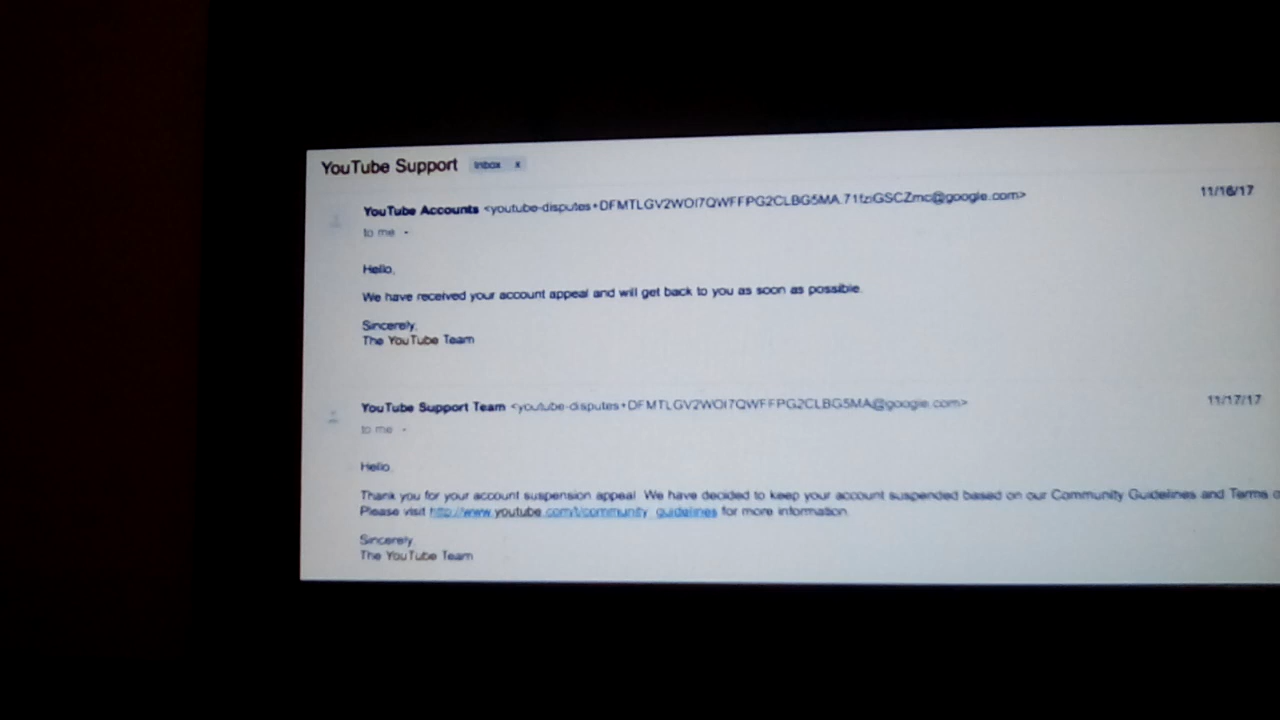 YouTube Support Inbox x
YouTube Accounts <youtube-disputes+DFMTLGV2WOI7QWFFPG2CLBG5MA.71fziGSCZmc@google.com> 11/16/17
to me
Hello,
We have received your account appeal and will get back to you as soon as possible.
Sincerely,
The YouTube Team
YouTube Support Team <youtube-disputes+DFMTLGV2WOI7QWFFPG2CLBG5MA@google.com> 11/17/17
to me
Hello,
Thank you for your account suspension appeal. We have decided to keep your account suspended based on our Community Guidelines and Terms
Please visit http://www.youtube.com/t/community_guidelines for more information.
Sincerely,
The YouTube Team